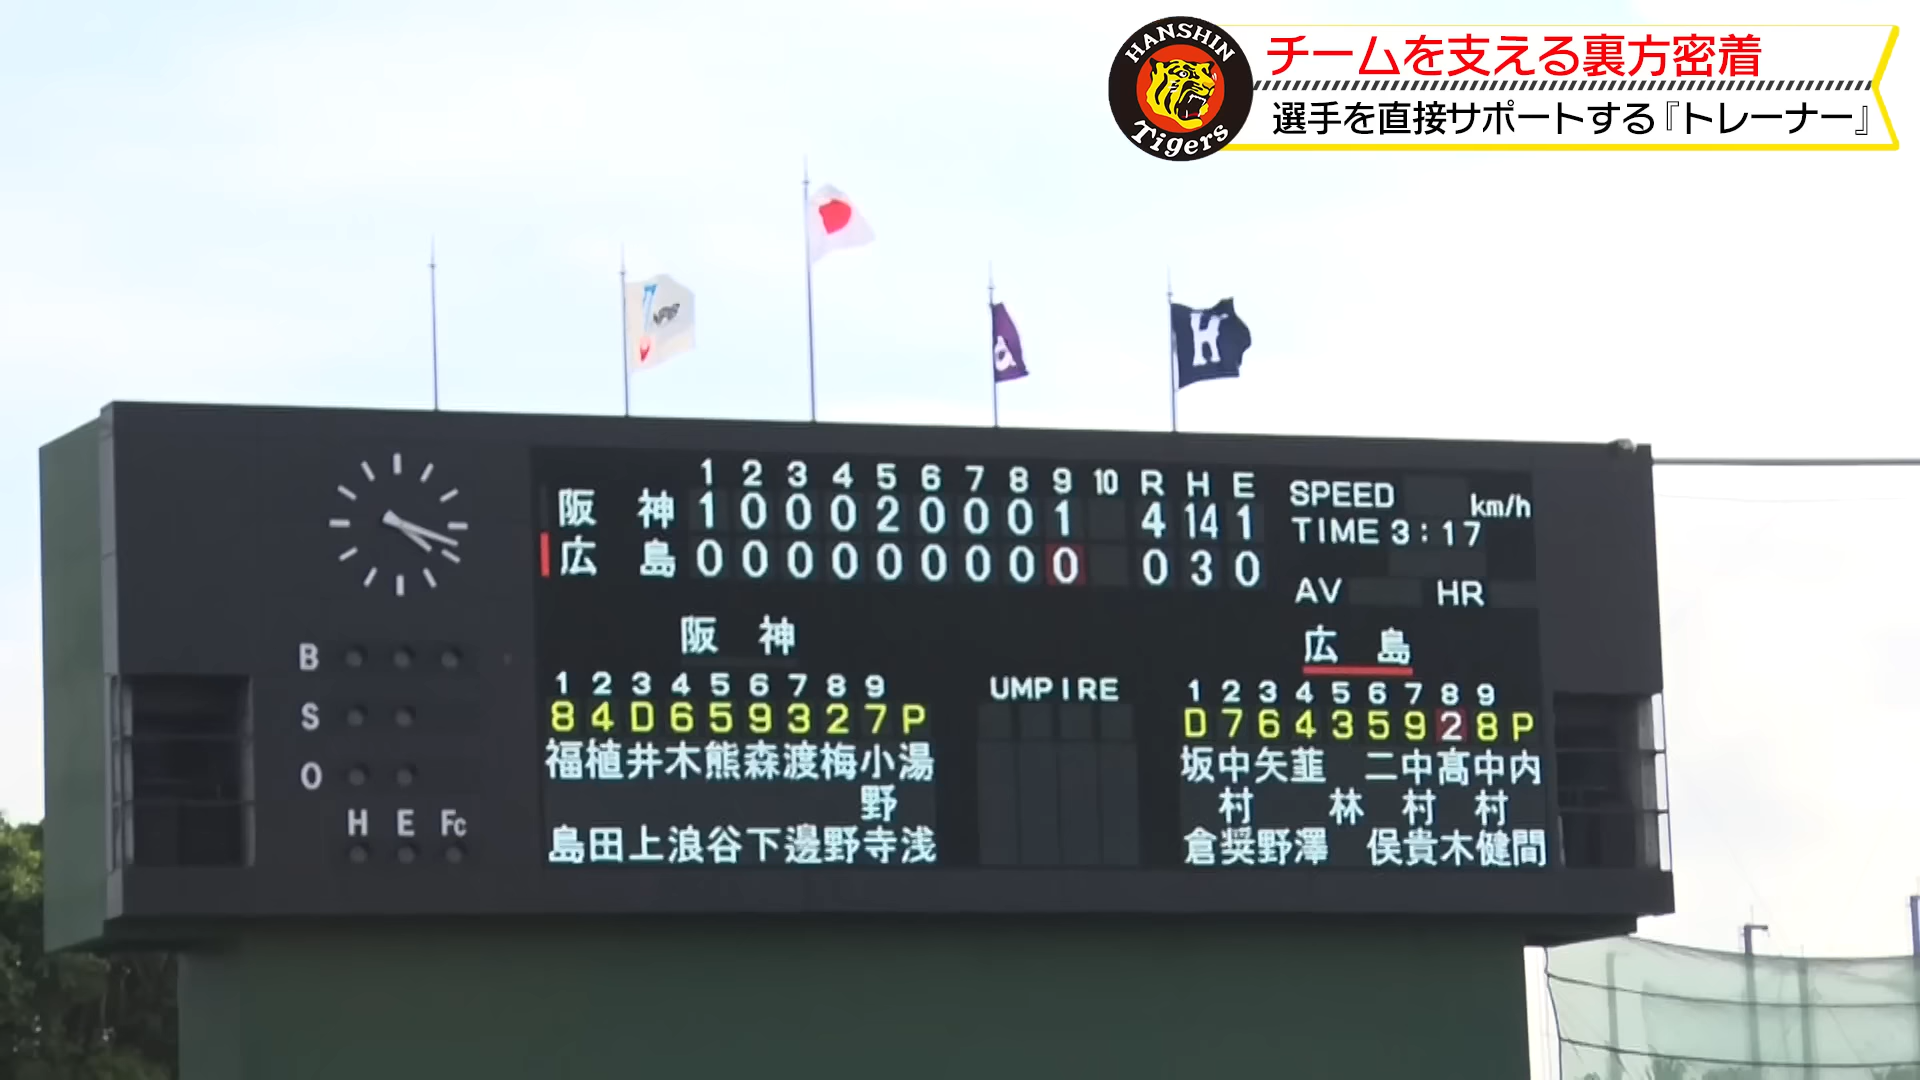 HANSHIN
Tigers
チームを支える裏方密着
選手を直接サポートする『トレーナー』
H
1 2 3 4 5 6 7 8 9 10 R H E
阪神 1 0 0 0 2 0 0 0 1 4 14 1
広島 0 0 0 0 0 0 0 0 0 0 3 0
SPEED km/h
TIME 3:17
AV HR
B
S
O
H E Fc
阪神
1 2 3 4 5 6 7 8 9
8 4 D 6 5 9 3 2 7 P
福島 植田 井上 木浪 熊谷 森下 渡邊 梅野 小野寺 湯浅
UMPIRE
広島
1 2 3 4 5 6 7 8 9
D 7 6 4 3 5 9 2 8 P
坂倉 中村奨 矢野 韮澤 林 二俣 中村貴 髙木 中村健 内間